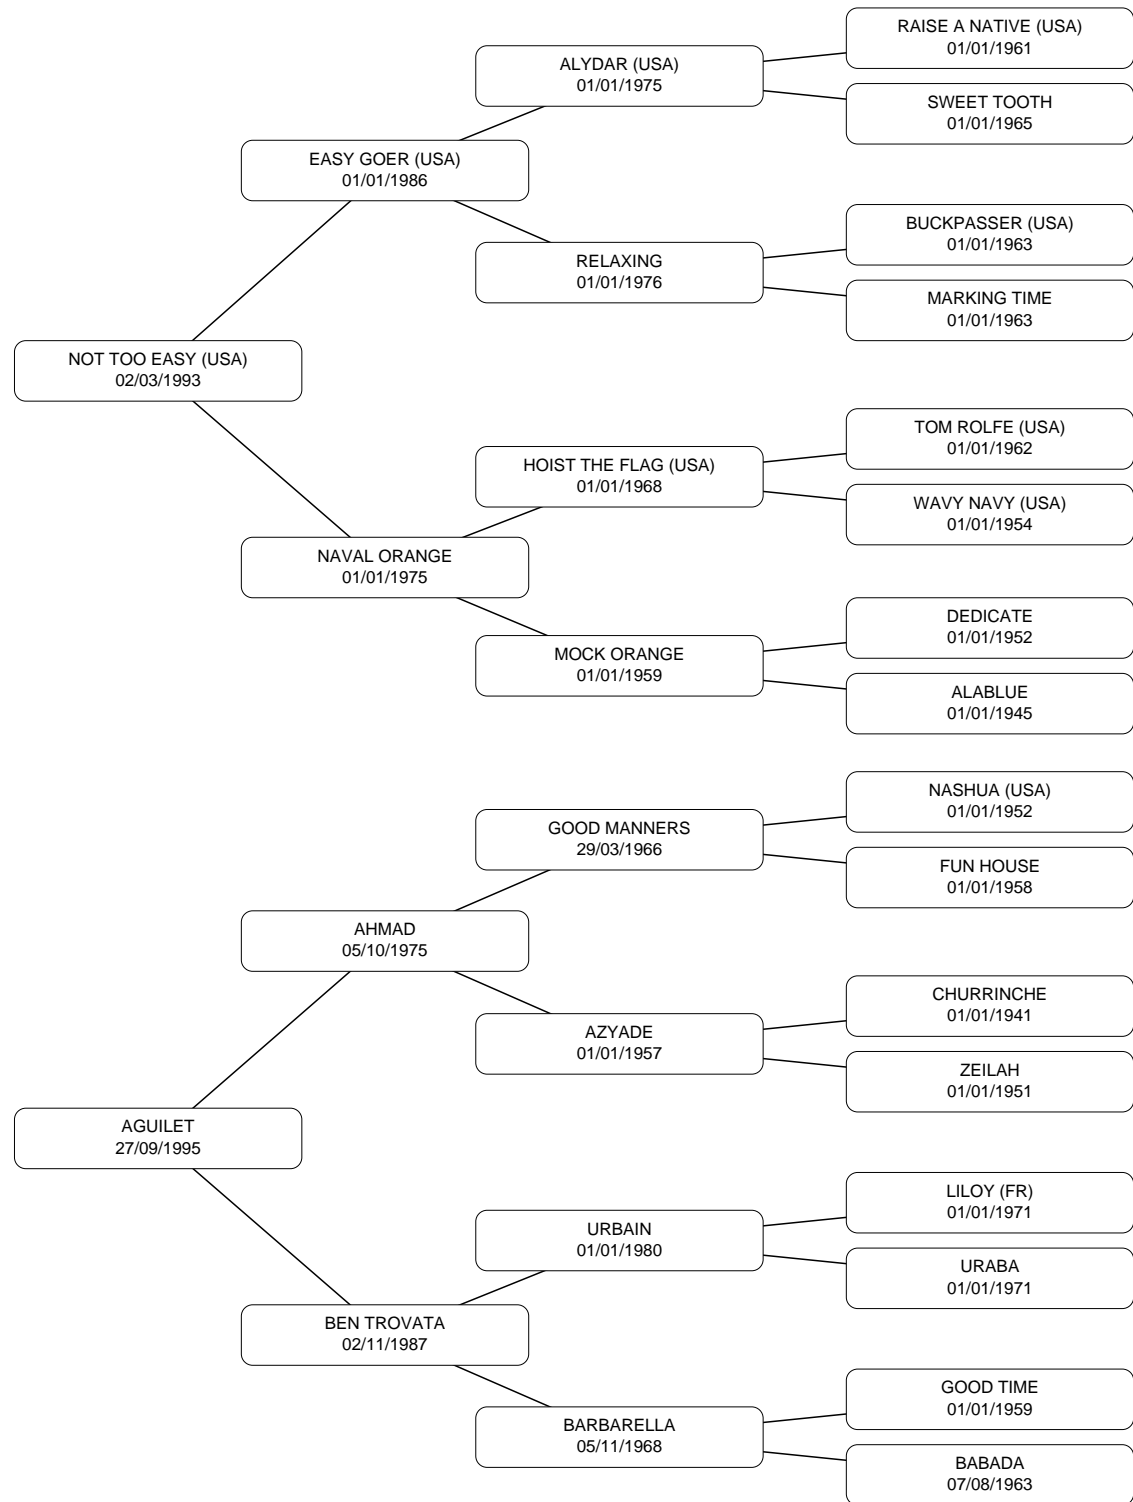 RAISE A NATIVE (USA)
01/01/1961
ALYDAR (USA)
01/01/1975
SWEET TOOTH
01/01/1965
EASY GOER (USA)
01/01/1986
BUCKPASSER (USA)
01/01/1963
RELAXING
01/01/1976
MARKING TIME
01/01/1963
NOT TOO EASY (USA)
02/03/1993
TOM ROLFE (USA)
01/01/1962
HOIST THE FLAG (USA)
01/01/1968
WAVY NAVY (USA)
01/01/1954
NAVAL ORANGE
01/01/1975
DEDICATE
01/01/1952
MOCK ORANGE
01/01/1959
ALABLUE
01/01/1945
NASHUA (USA)
01/01/1952
GOOD MANNERS
29/03/1966
FUN HOUSE
01/01/1958
AHMAD
05/10/1975
CHURRINCHE
01/01/1941
AZYADE
01/01/1957
ZEILAH
01/01/1951
AGUILET
27/09/1995
LILOY (FR)
01/01/1971
URBAIN
01/01/1980
URABA
01/01/1971
BEN TROVATA
02/11/1987
GOOD TIME
01/01/1959
BARBARELLA
05/11/1968
BABADA
07/08/1963